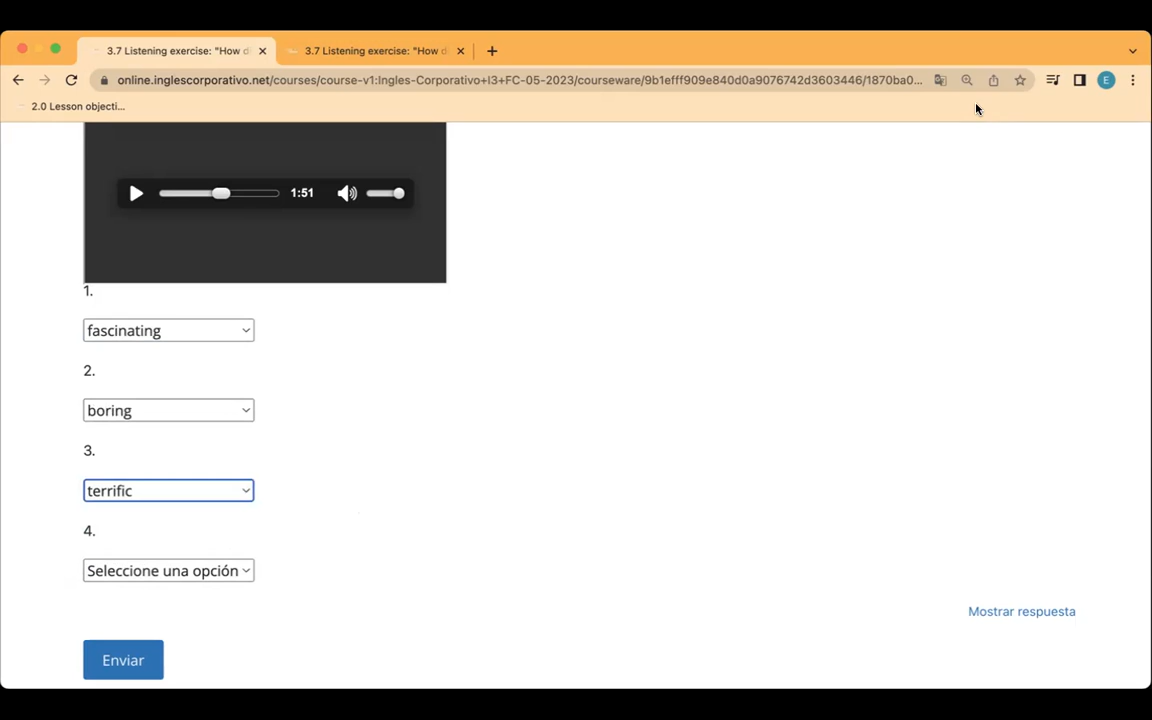 3.7 Listening exercise: "How d
3.7 Listening exercise: "How d
online.inglescorporativo.net/courses/course-v1:Ingles-Corporativo+I3+FC-05-2023/courseware/9b1efff909e840d0a9076742d3603446/1870ba0...
E
2.0 Lesson objecti...
1:51
1.
fascinating
2.
boring
3.
terrific
4.
Seleccione una opción
Mostrar respuesta
Enviar